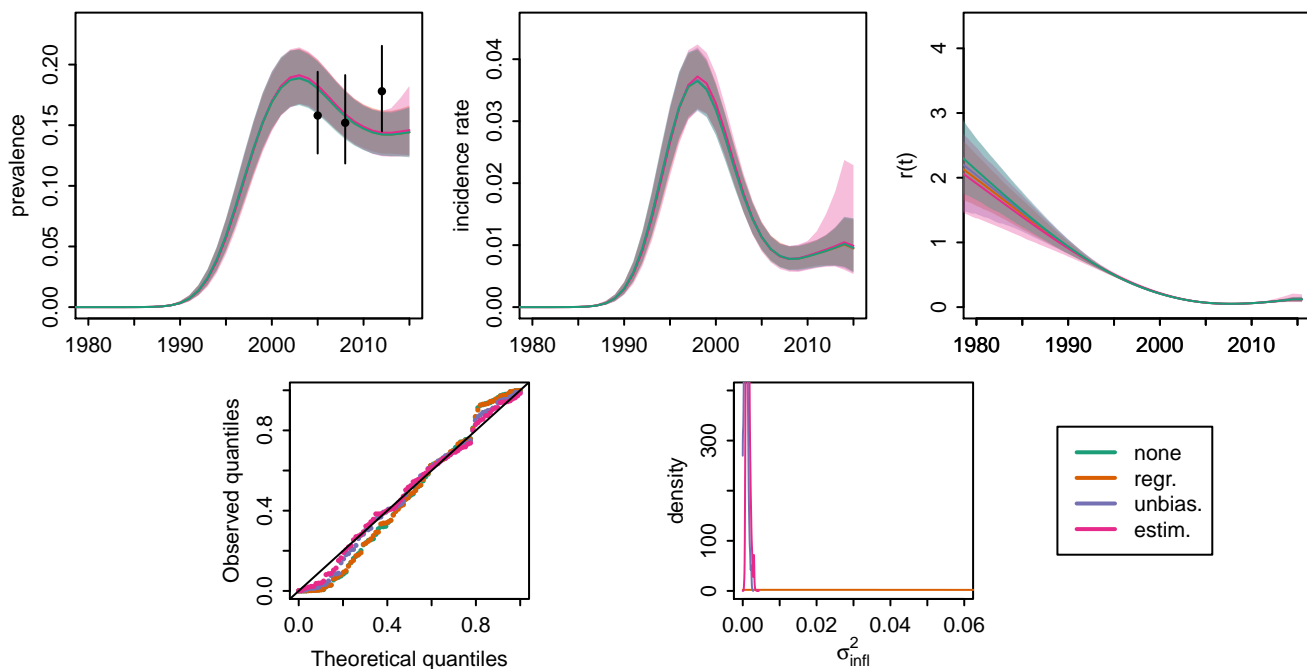 prevalence
0.00 0.05 0.10 0.15 0.20
1980 1990 2000 2010
incidence rate
0.00 0.01 0.02 0.03 0.04
1980 1990 2000 2010
r(t)
0 1 2 3 4
1980 1990 2000 2010
Observed quantiles
0.0 0.4 0.8
0.0 0.4 0.8
Theoretical quantiles
density
0 100 300
0.00 0.02 0.04 0.06
σ²infl
none
regr.
unbias.
estim.